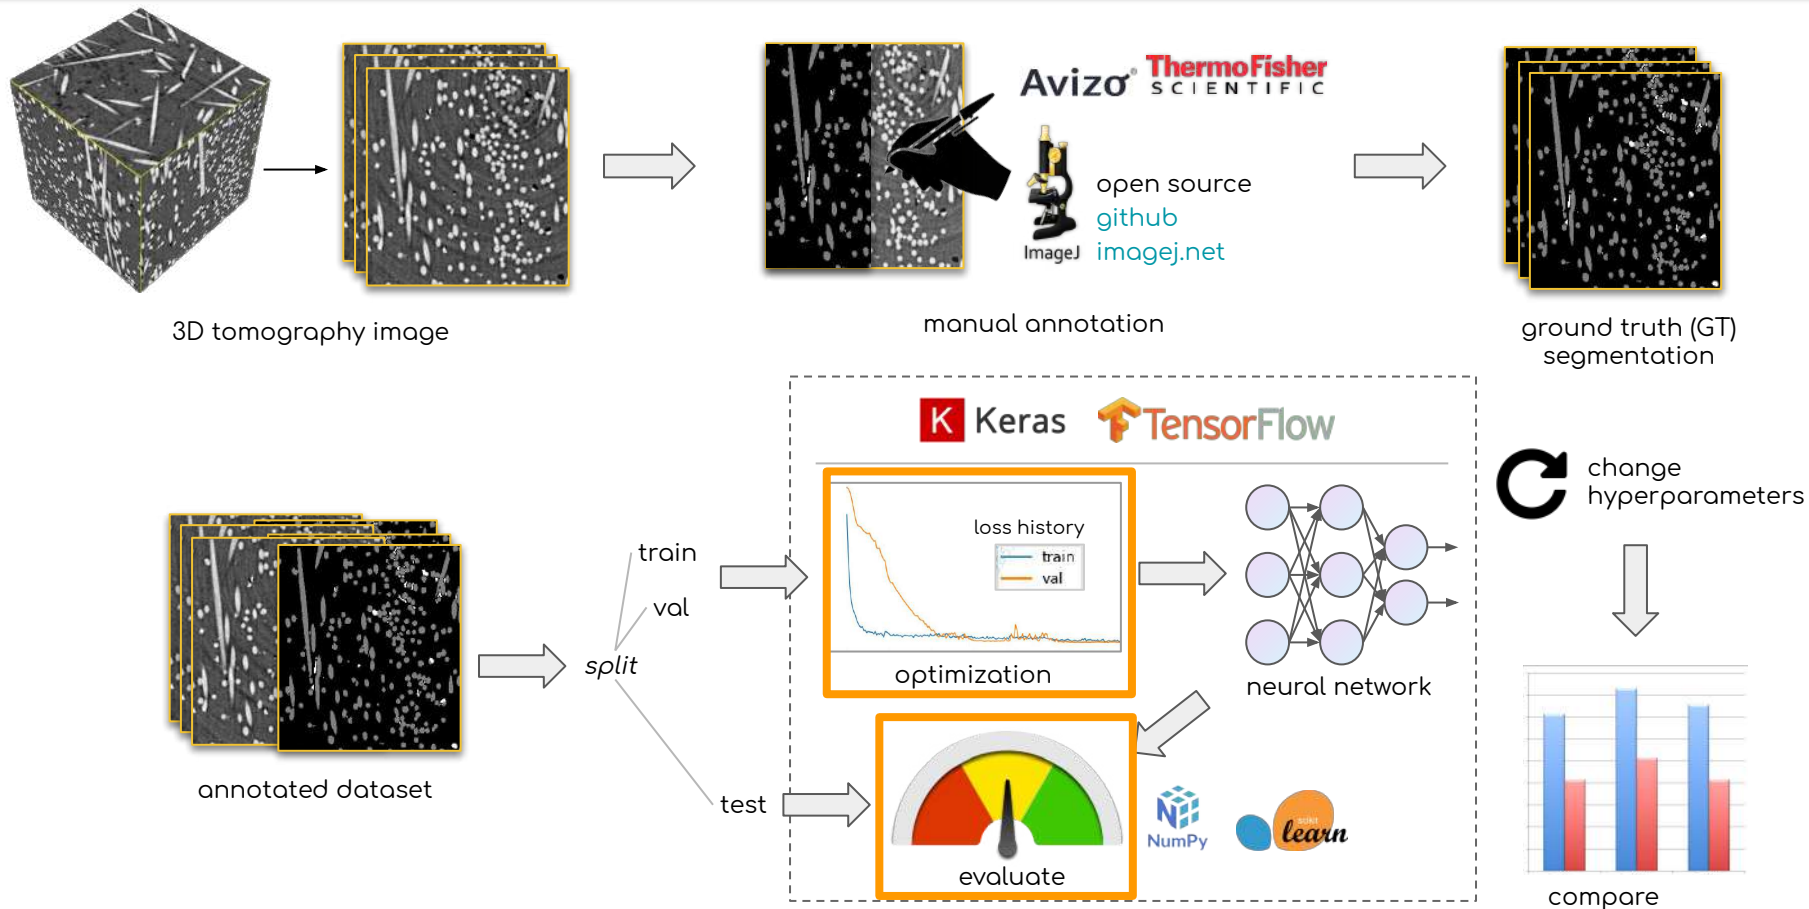 Avizo®
ThermoFisher
SCIENTIFIC
open source
github
imagej.net
ImageJ
3D tomography image
manual annotation
ground truth (GT)
segmentation
K Keras
TensorFlow
change
hyperparameters
loss history
train
val
optimization
neural network
train
val
split
test
annotated dataset
evaluate
NumPy
scikit
learn
compare